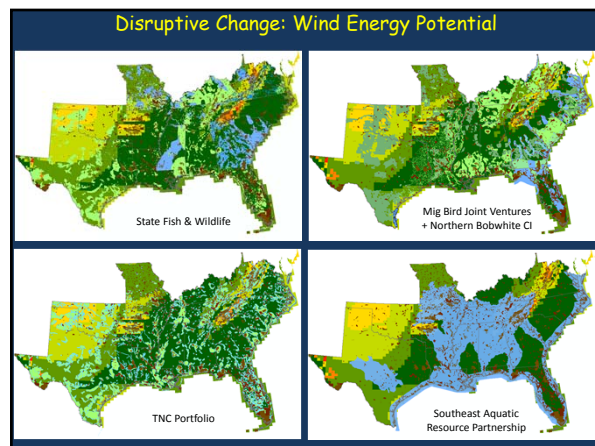 Disruptive Change: Wind Energy Potential
State Fish & Wildlife
Mig Bird Joint Ventures
+ Northern Bobwhite CI
TNC Portfolio
Southeast Aquatic
Resource Partnership